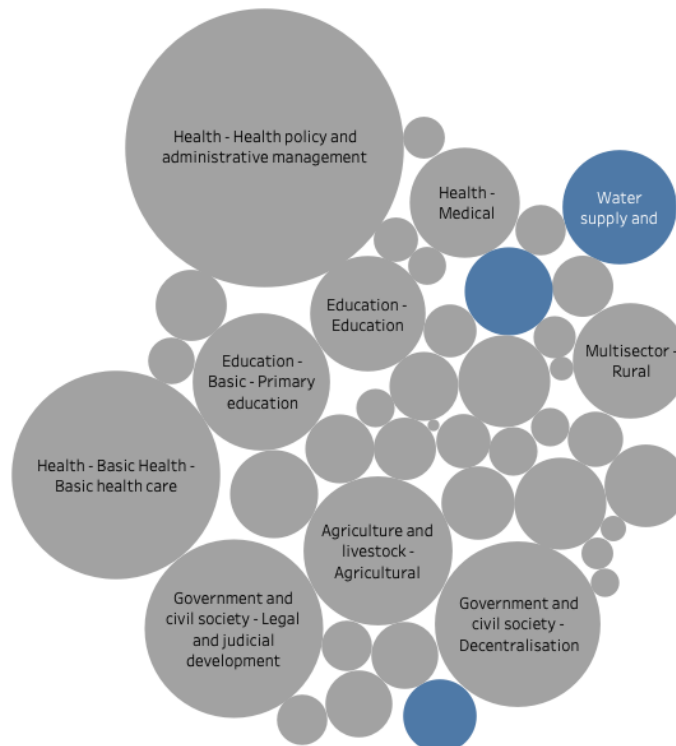 Health - Health policy and
administrative management
Health -
Medical
Water
supply and
Education -
Education
Education -
Basic - Primary
education
Multisector -
Rural
Health - Basic Health -
Basic health care
Agriculture and
livestock -
Agricultural
Government and
civil society - Legal
and judicial
development
Government and
civil society -
Decentralisation